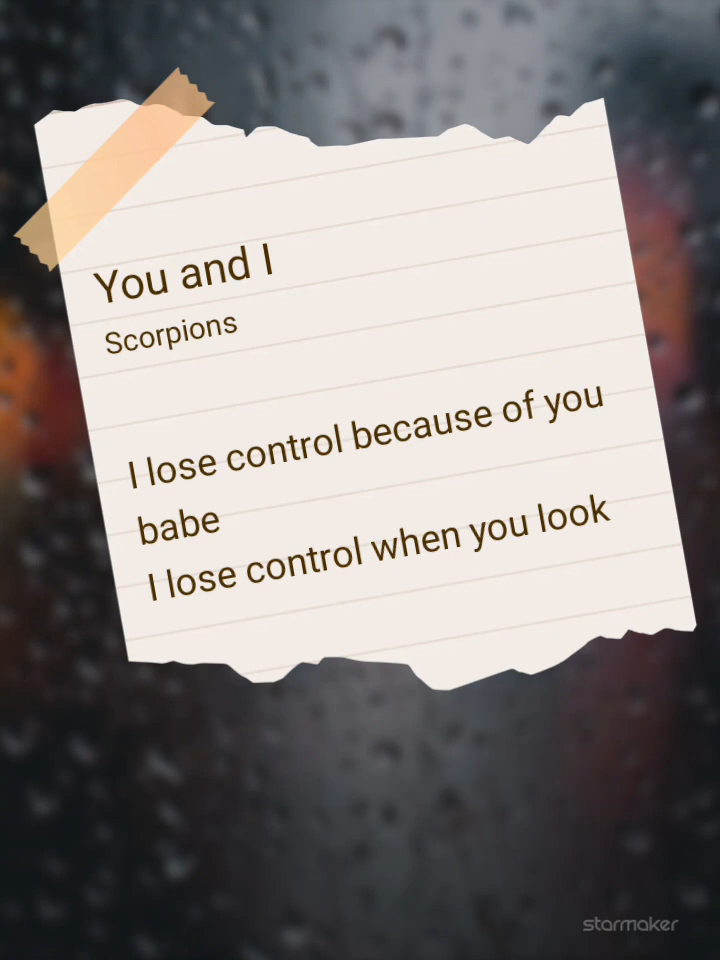 You and I
Scorpions
I lose control because of you
babe
I lose control when you look
starmaker